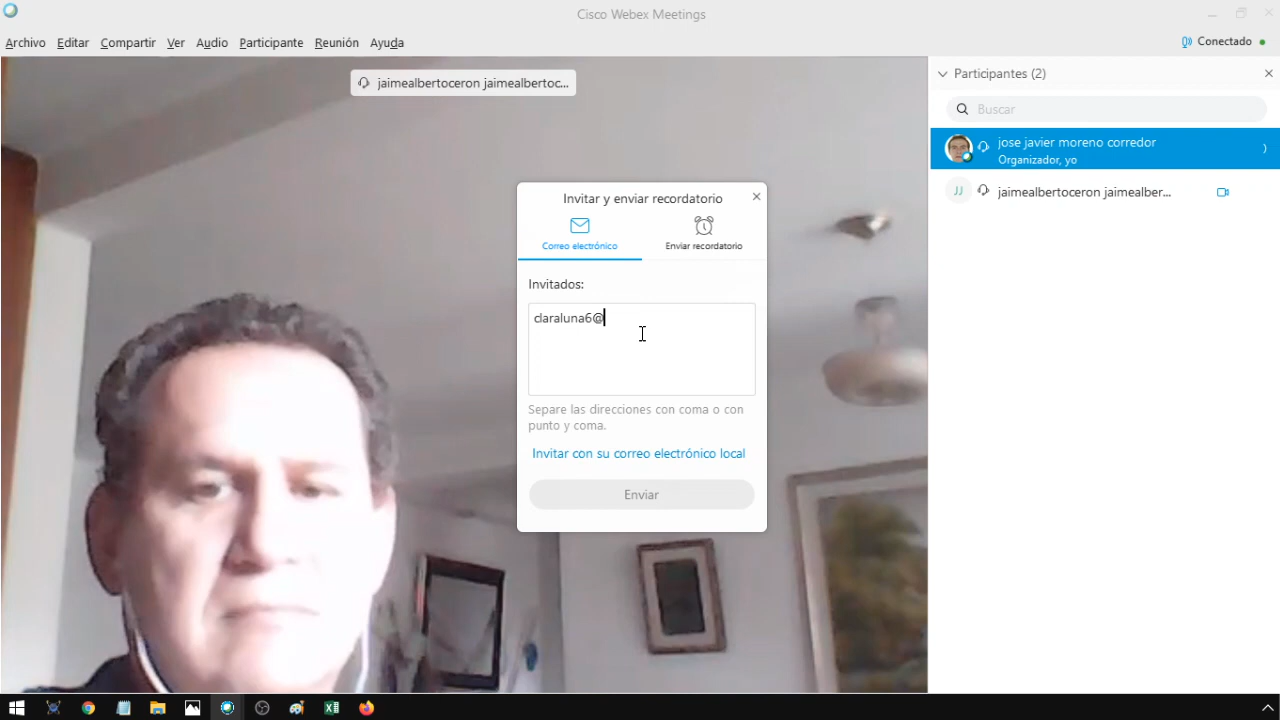 Cisco Webex Meetings
Archivo Editar Compartir Ver Audio Participante Reunión Ayuda
Conectado
jaimealbertoceron jaimealbertoc...
Participantes (2)
Buscar
jose javier moreno corredor
Organizador, yo
JJ
jaimealbertoceron jaimealber...
Invitar y enviar recordatorio
Correo electrónico
Enviar recordatorio
Invitados:
claraluna6@
Separe las direcciones con coma o con
punto y coma.
Invitar con su correo electrónico local
Enviar